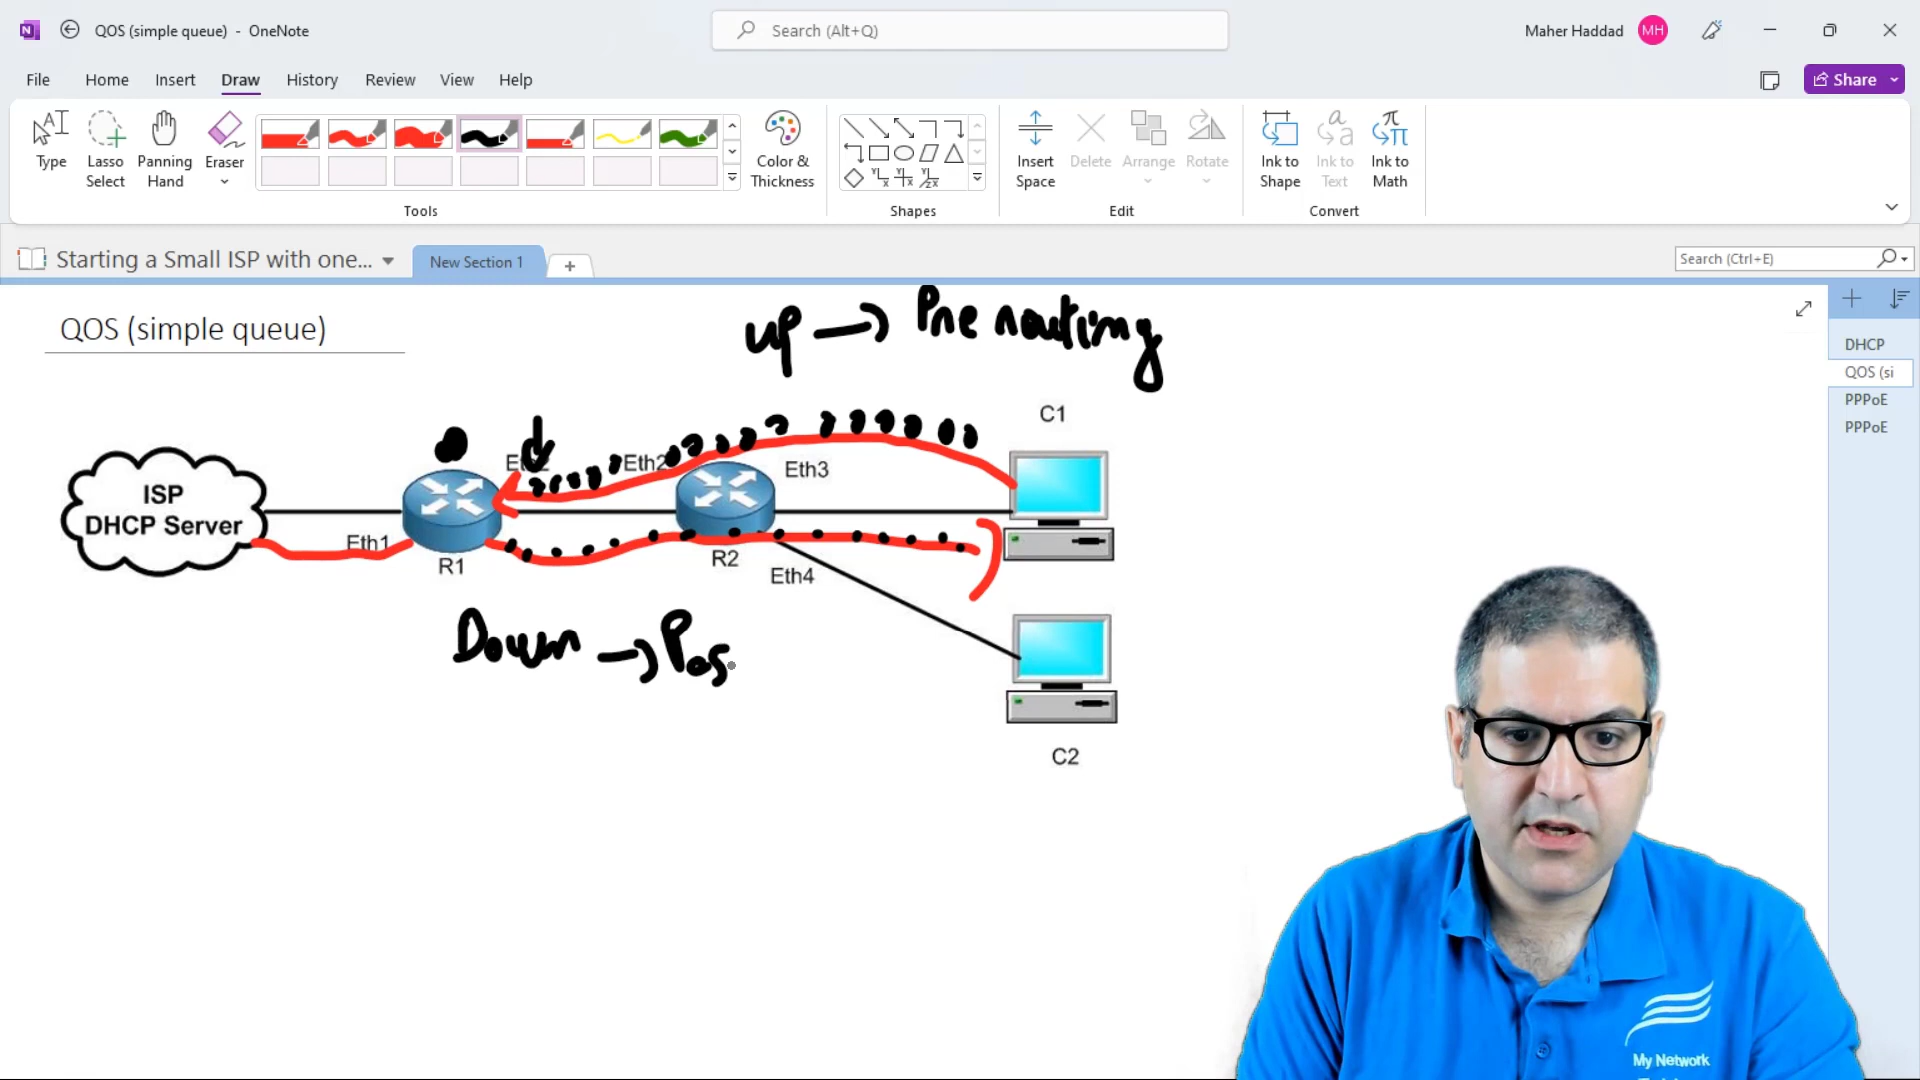 QOS (simple queue) - OneNote
Search (Alt+Q)
Maher Haddad
MH
File
Home
Insert
Draw
History
Review
View
Help
Share
Type
Lasso Select
Panning Hand
Eraser
Color & Thickness
Insert Space
Delete
Arrange
Rotate
Ink to Shape
Ink to Text
Ink to Math
Tools
Shapes
Edit
Convert
Starting a Small ISP with one...
New Section 1
Search (Ctrl+E)
QOS (simple queue)
up → Pre routing
DHCP
QOS (si
PPPoE
PPPoE
C1
ISP
DHCP Server
Eth2
Eth3
Eth1
R1
R2
Eth4
Down → Pos
C2
My Network